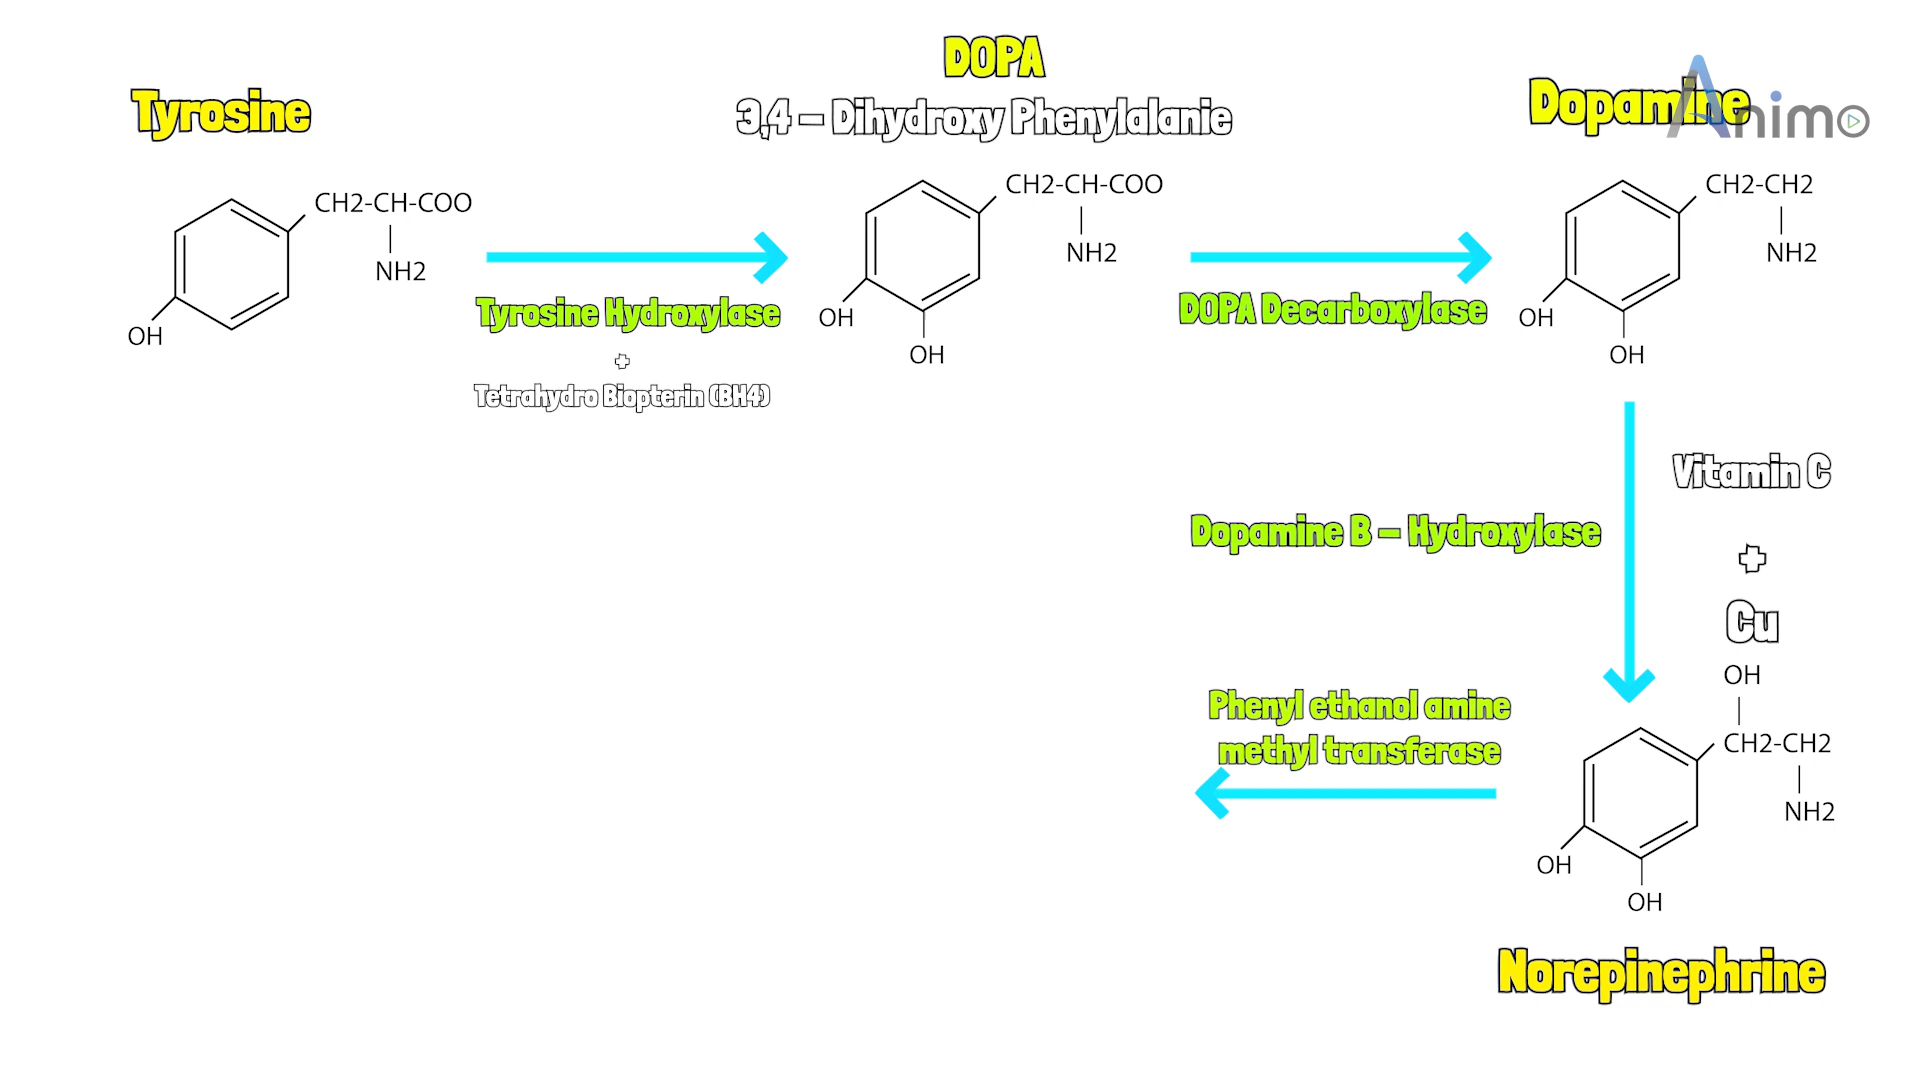 Tyrosine
DOPA
3,4 – Dihydroxy Phenylalanie
Dopamine
Animo
CH2-CH-COO
NH2
OH
Tyrosine Hydroxylase
+
Tetrahydro Biopterin (BH4)
CH2-CH-COO
NH2
OH
OH
DOPA Decarboxylase
CH2-CH2
NH2
OH
OH
Dopamine B – Hydroxylase
Vitamin C
+
Cu
OH
CH2-CH2
NH2
OH
OH
Norepinephrine
Phenyl ethanol amine
methyl transferase